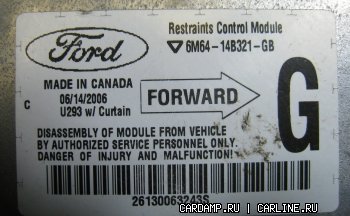 Ford
Restraints Control Module
6M64-14B321-GB
MADE IN CANADA
06/14/2006
C
U293 w/ Curtain
FORWARD
G
DISASSEMBLY OF MODULE FROM VEHICLE
BY AUTHORIZED SERVICE PERSONNEL ONLY.
DANGER OF INJURY AND MALFUNCTION!
26130063243S
CARDAMP.RU | CARLINE.RU